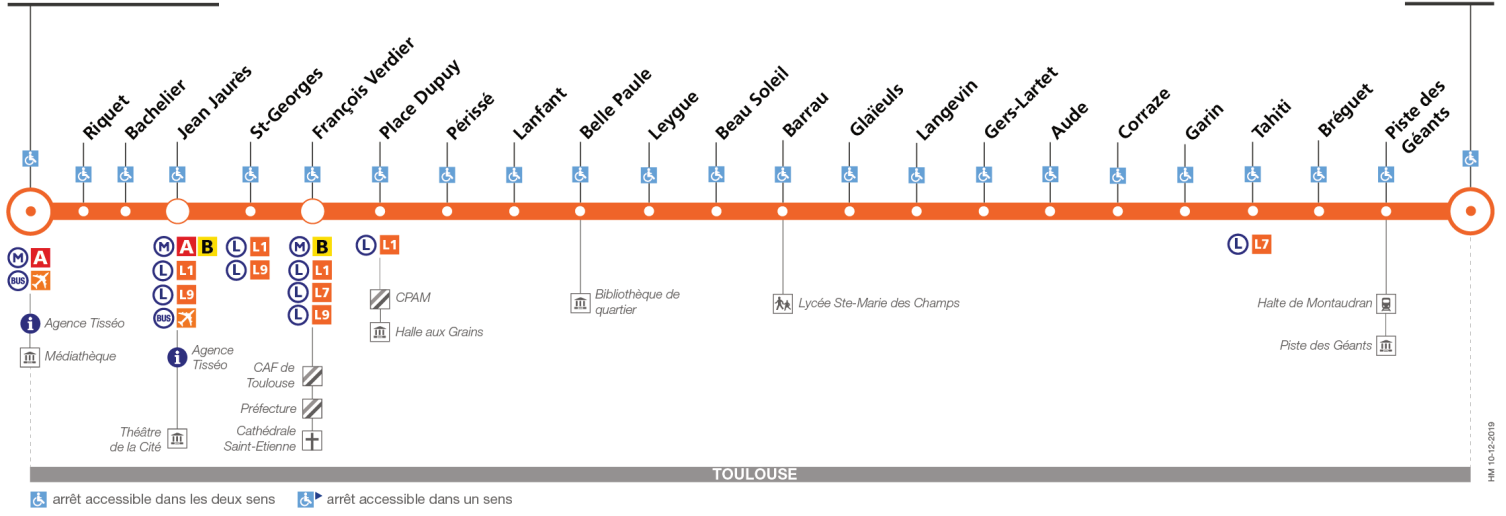 Riquet
Bachelier
Jean Jaurès
St-Georges
François Verdier
Place Dupuy
Périssé
Lanfant
Belle Paule
Leygue
Beau Soleil
Barrau
Glaïeuls
Langevin
Gers-Lartet
Aude
Corraze
Garin
Tahiti
Bréguet
Piste des
Géants
M A
BUS
i Agence Tisséo
Médiathèque
M A B
L L1
L L9
BUS
i Agence
Tisséo
Théâtre
de la Cité
L L1
L L9
M B
L L1
L L7
L L9
CAF de
Toulouse
Préfecture
Cathédrale
Saint-Etienne
L L1
CPAM
Halle aux Grains
Bibliothèque de
quartier
Lycée Ste-Marie des Champs
L L7
Halte de Montaudran
Piste des Géants
TOULOUSE
arrêt accessible dans les deux sens
arrêt accessible dans un sens
HM 10-12-2019